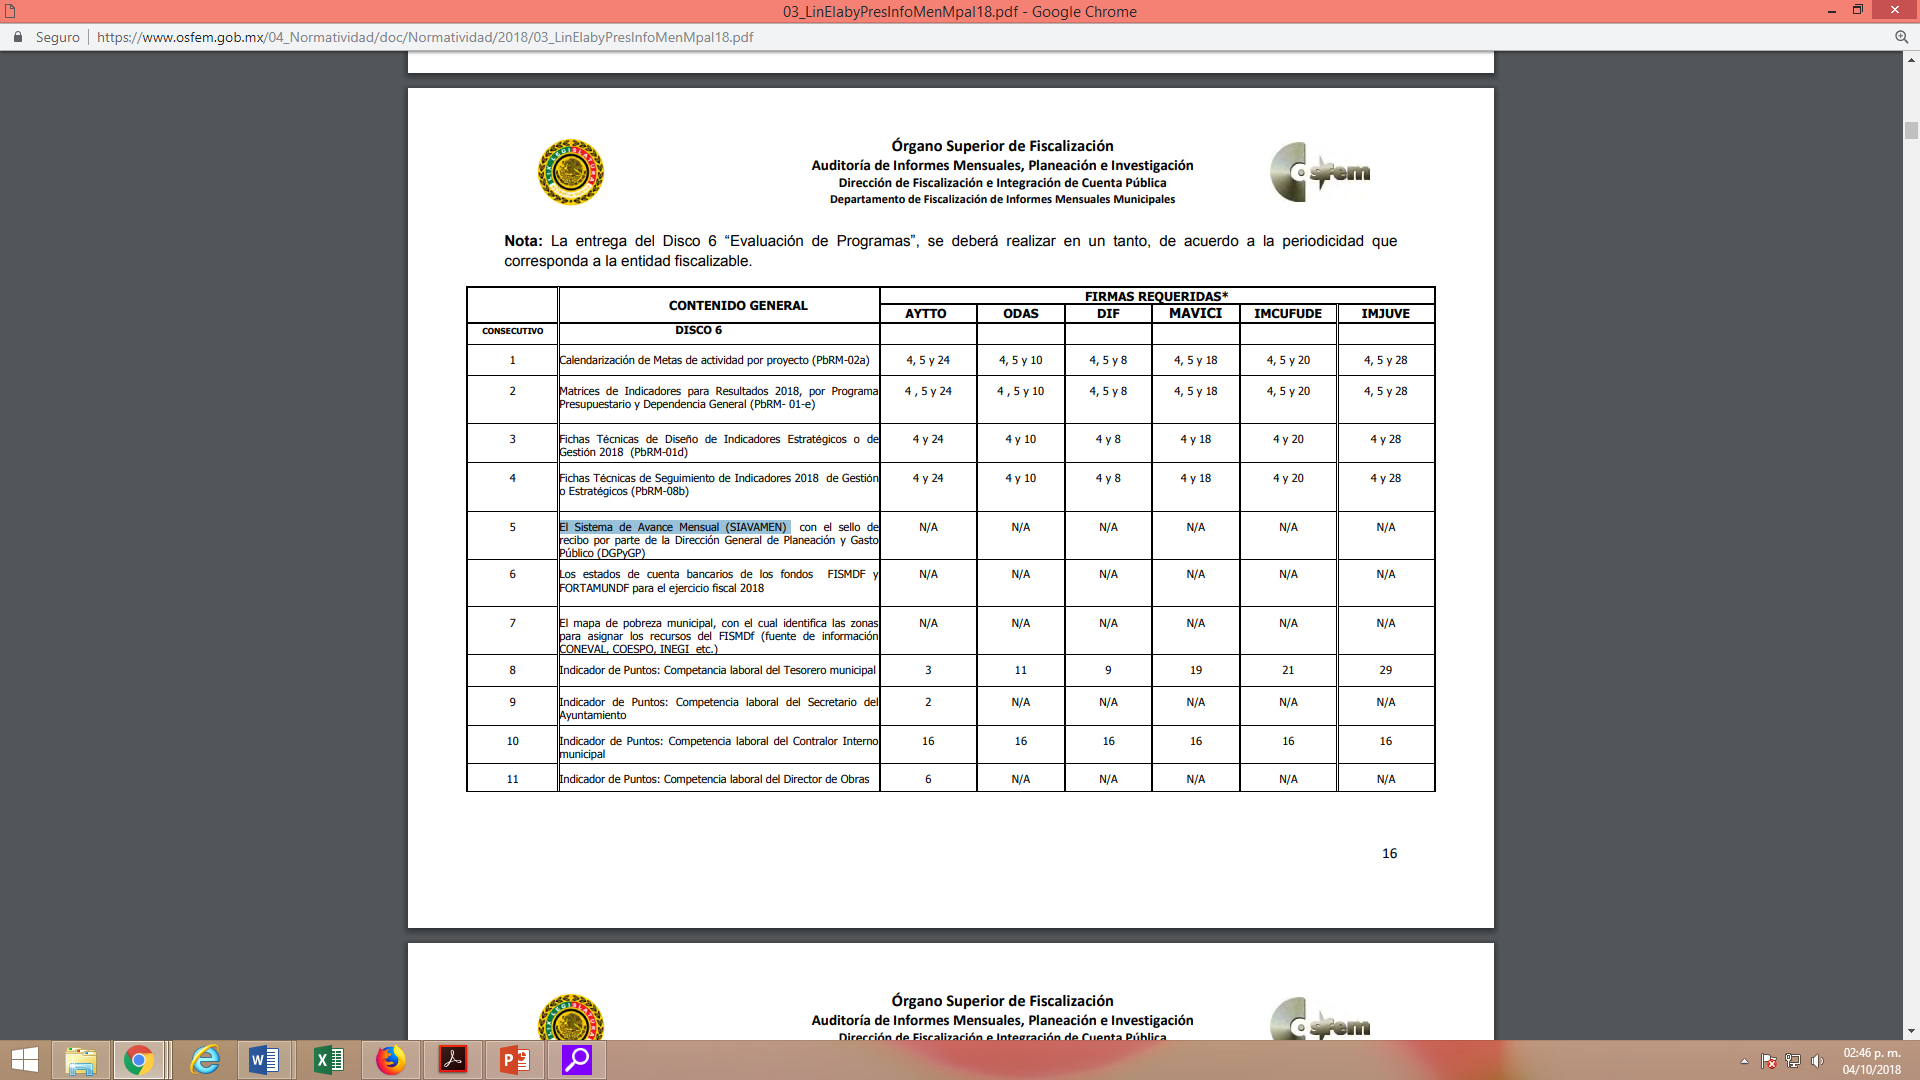 03_LinElabyPresInfoMenMpal18.pdf - Google Chrome
Seguro | https://www.osfem.gob.mx/04_Normatividad/doc/Normatividad/2018/03_LinElabyPresInfoMenMpal18.pdf
Órgano Superior de Fiscalización
Auditoría de Informes Mensuales, Planeación e Investigación
Dirección de Fiscalización e Integración de Cuenta Pública
Departamento de Fiscalización de Informes Mensuales Municipales
LIX LEGISLATURA
osfem
Nota: La entrega del Disco 6 “Evaluación de Programas”, se deberá realizar en un tanto, de acuerdo a la periodicidad que
corresponda a la entidad fiscalizable.
CONTENIDO GENERAL FIRMAS REQUERIDAS*
AYTTO ODAS DIF MAVICI IMCUFUDE IMJUVE
CONSECUTIVO DISCO 6
1 Calendarización de Metas de actividad por proyecto (PbRM-02a) 4, 5 y 24 4, 5 y 10 4, 5 y 8 4, 5 y 18 4, 5 y 20 4, 5 y 28
2 Matrices de Indicadores para Resultados 2018, por Programa 4 , 5 y 24 4 , 5 y 10 4, 5 y 8 4, 5 y 18 4, 5 y 20 4, 5 y 28
Presupuestario y Dependencia General (PbRM- 01-e)
3 Fichas Técnicas de Diseño de Indicadores Estratégicos o de 4 y 24 4 y 10 4 y 8 4 y 18 4 y 20 4 y 28
Gestión 2018 (PbRM-01d)
4 Fichas Técnicas de Seguimiento de Indicadores 2018 de Gestión 4 y 24 4 y 10 4 y 8 4 y 18 4 y 20 4 y 28
o Estratégicos (PbRM-08b)
5 El Sistema de Avance Mensual (SIAVAMEN) con el sello de N/A N/A N/A N/A N/A N/A
recibo por parte de la Dirección General de Planeación y Gasto
Público (DGPyGP)
6 Los estados de cuenta bancarios de los fondos FISMDF y N/A N/A N/A N/A N/A N/A
FORTAMUNDF para el ejercicio fiscal 2018
7 El mapa de pobreza municipal, con el cual identifica las zonas N/A N/A N/A N/A N/A N/A
para asignar los recursos del FISMDf (fuente de información
CONEVAL, COESPO, INEGI etc.)
8 Indicador de Puntos: Competancia laboral del Tesorero municipal 3 11 9 19 21 29
9 Indicador de Puntos: Competencia laboral del Secretario del 2 N/A N/A N/A N/A N/A
Ayuntamiento
10 Indicador de Puntos: Competencia laboral del Contralor Interno 16 16 16 16 16 16
municipal
11 Indicador de Puntos: Competencia laboral del Director de Obras 6 N/A N/A N/A N/A N/A
16
Órgano Superior de Fiscalización
Auditoría de Informes Mensuales, Planeación e Investigación
Dirección de Fiscalización e Integración de Cuenta Pública
LEGISLATURA
osfem
02:46 p. m.
04/10/2018